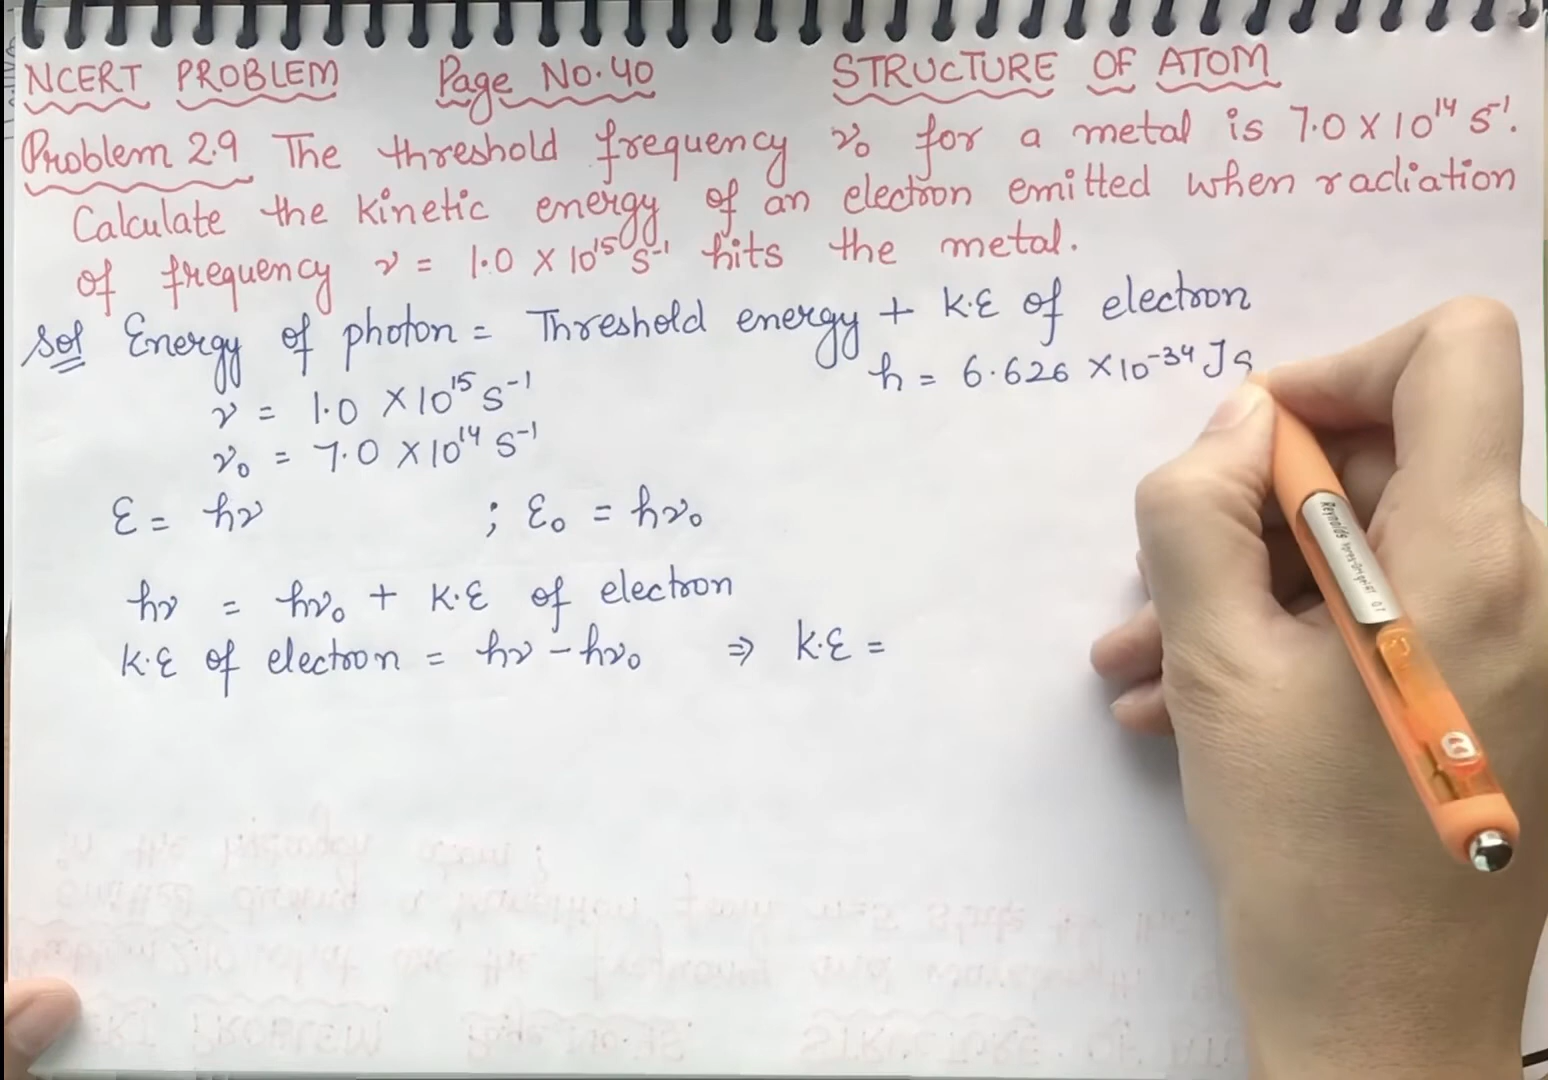 NCERT PROBLEM Page No.40 STRUCTURE OF ATOM
Problem 2.9 The threshold frequency ν₀ for a metal is 7.0 × 10¹⁴ S⁻¹.
Calculate the kinetic energy of an electron emitted when radiation
of frequency ν = 1.0 × 10¹⁵ S⁻¹ hits the metal.
Sol Energy of photon = Threshold energy + K.E of electron
h = 6.626 × 10⁻³⁴ J S
ν = 1.0 × 10¹⁵ S⁻¹
ν₀ = 7.0 × 10¹⁴ S⁻¹
E = hν ; E₀ = hν₀
hν = hν₀ + K.E of electron
K.E of electron = hν - hν₀ ⇒ K.E =
Reynolds